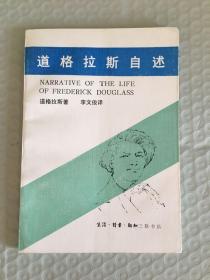 道格拉斯自述
NARRATIVE OF THE LIFE
OF FREDERICK DOUGLASS
道格拉斯著 李文俊译
生活·读书·新知三联书店